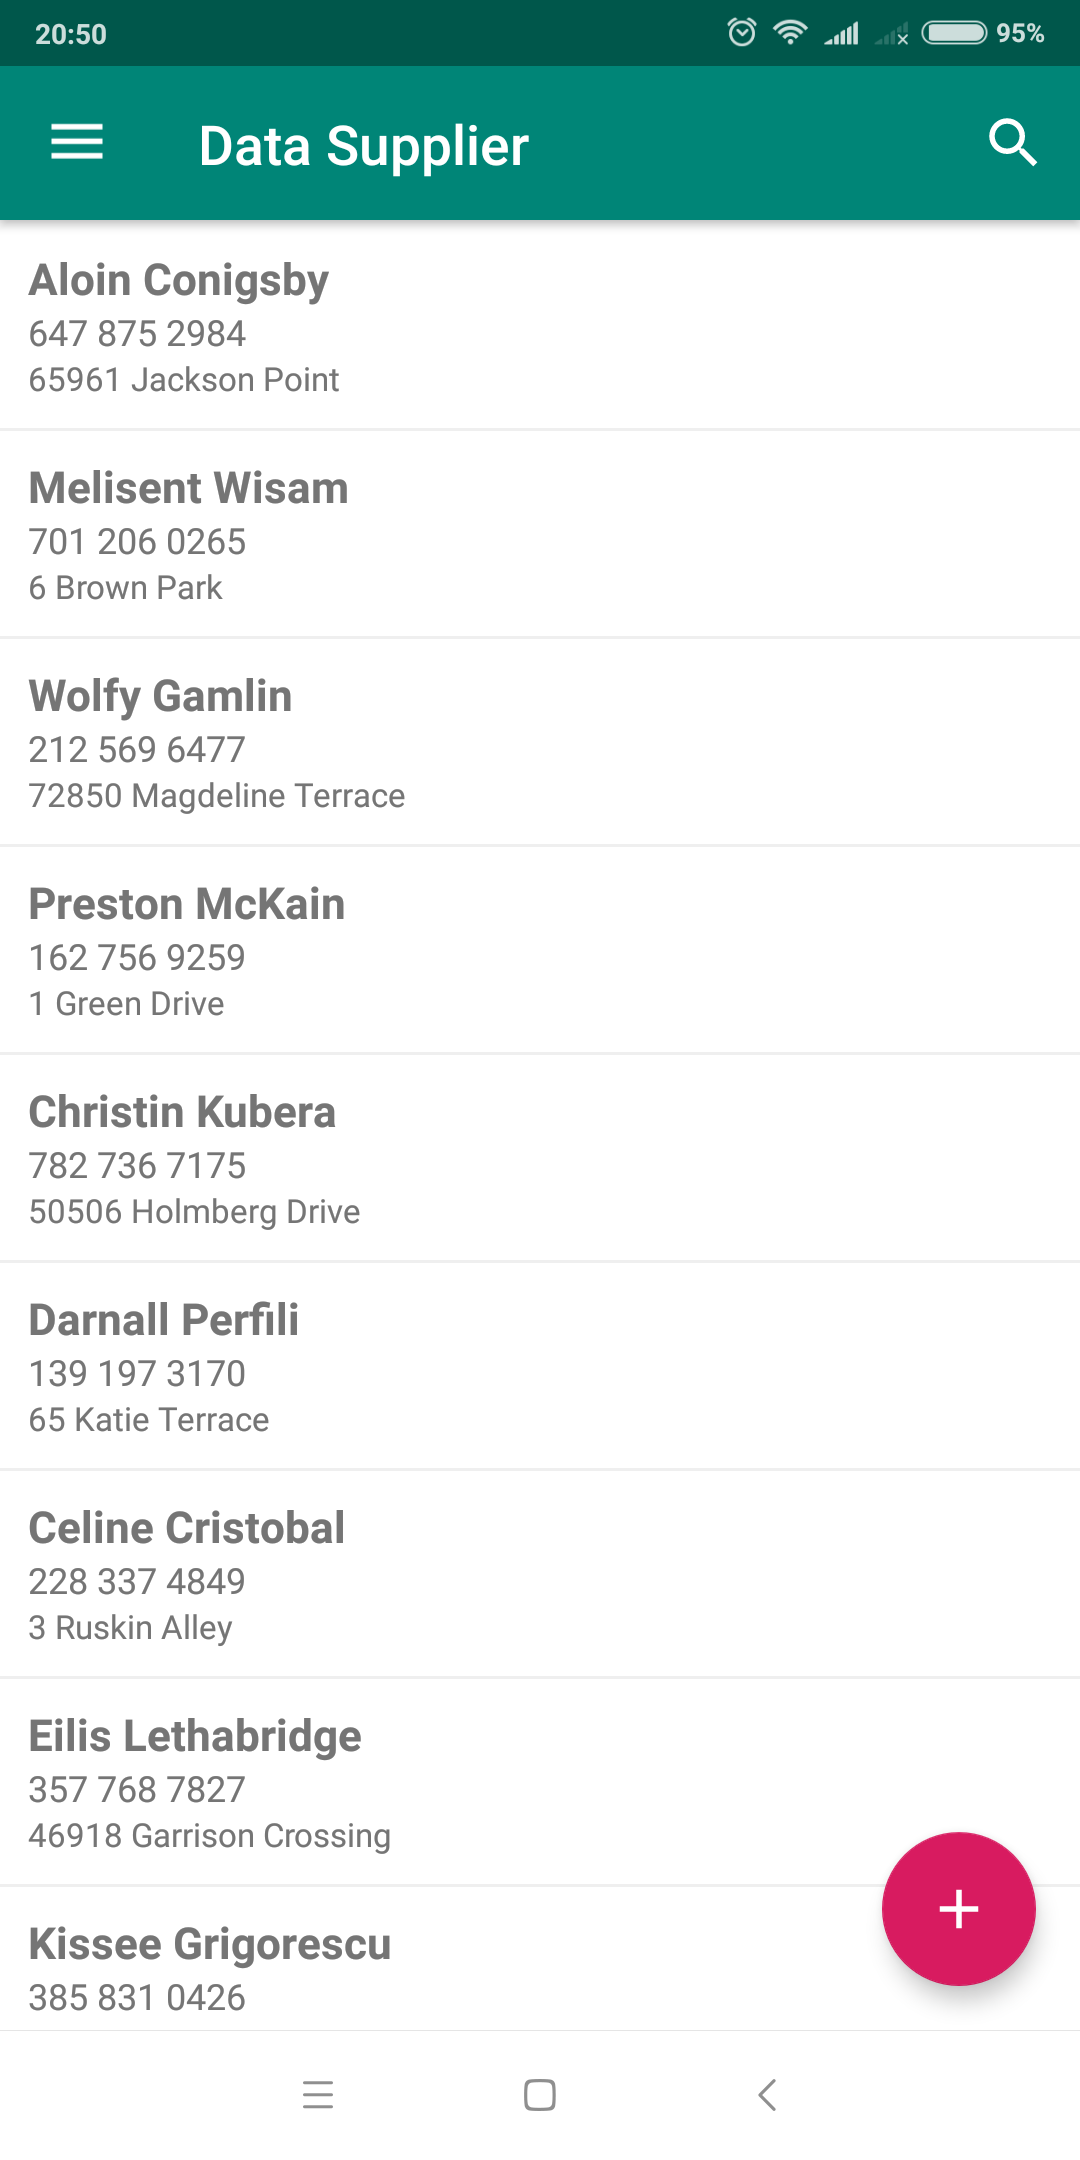 20:50
95%
Data Supplier
Aloin Conigsby
647 875 2984
65961 Jackson Point
Melisent Wisam
701 206 0265
6 Brown Park
Wolfy Gamlin
212 569 6477
72850 Magdeline Terrace
Preston McKain
162 756 9259
1 Green Drive
Christin Kubera
782 736 7175
50506 Holmberg Drive
Darnall Perfili
139 197 3170
65 Katie Terrace
Celine Cristobal
228 337 4849
3 Ruskin Alley
Eilis Lethabridge
357 768 7827
46918 Garrison Crossing
Kissee Grigorescu
385 831 0426